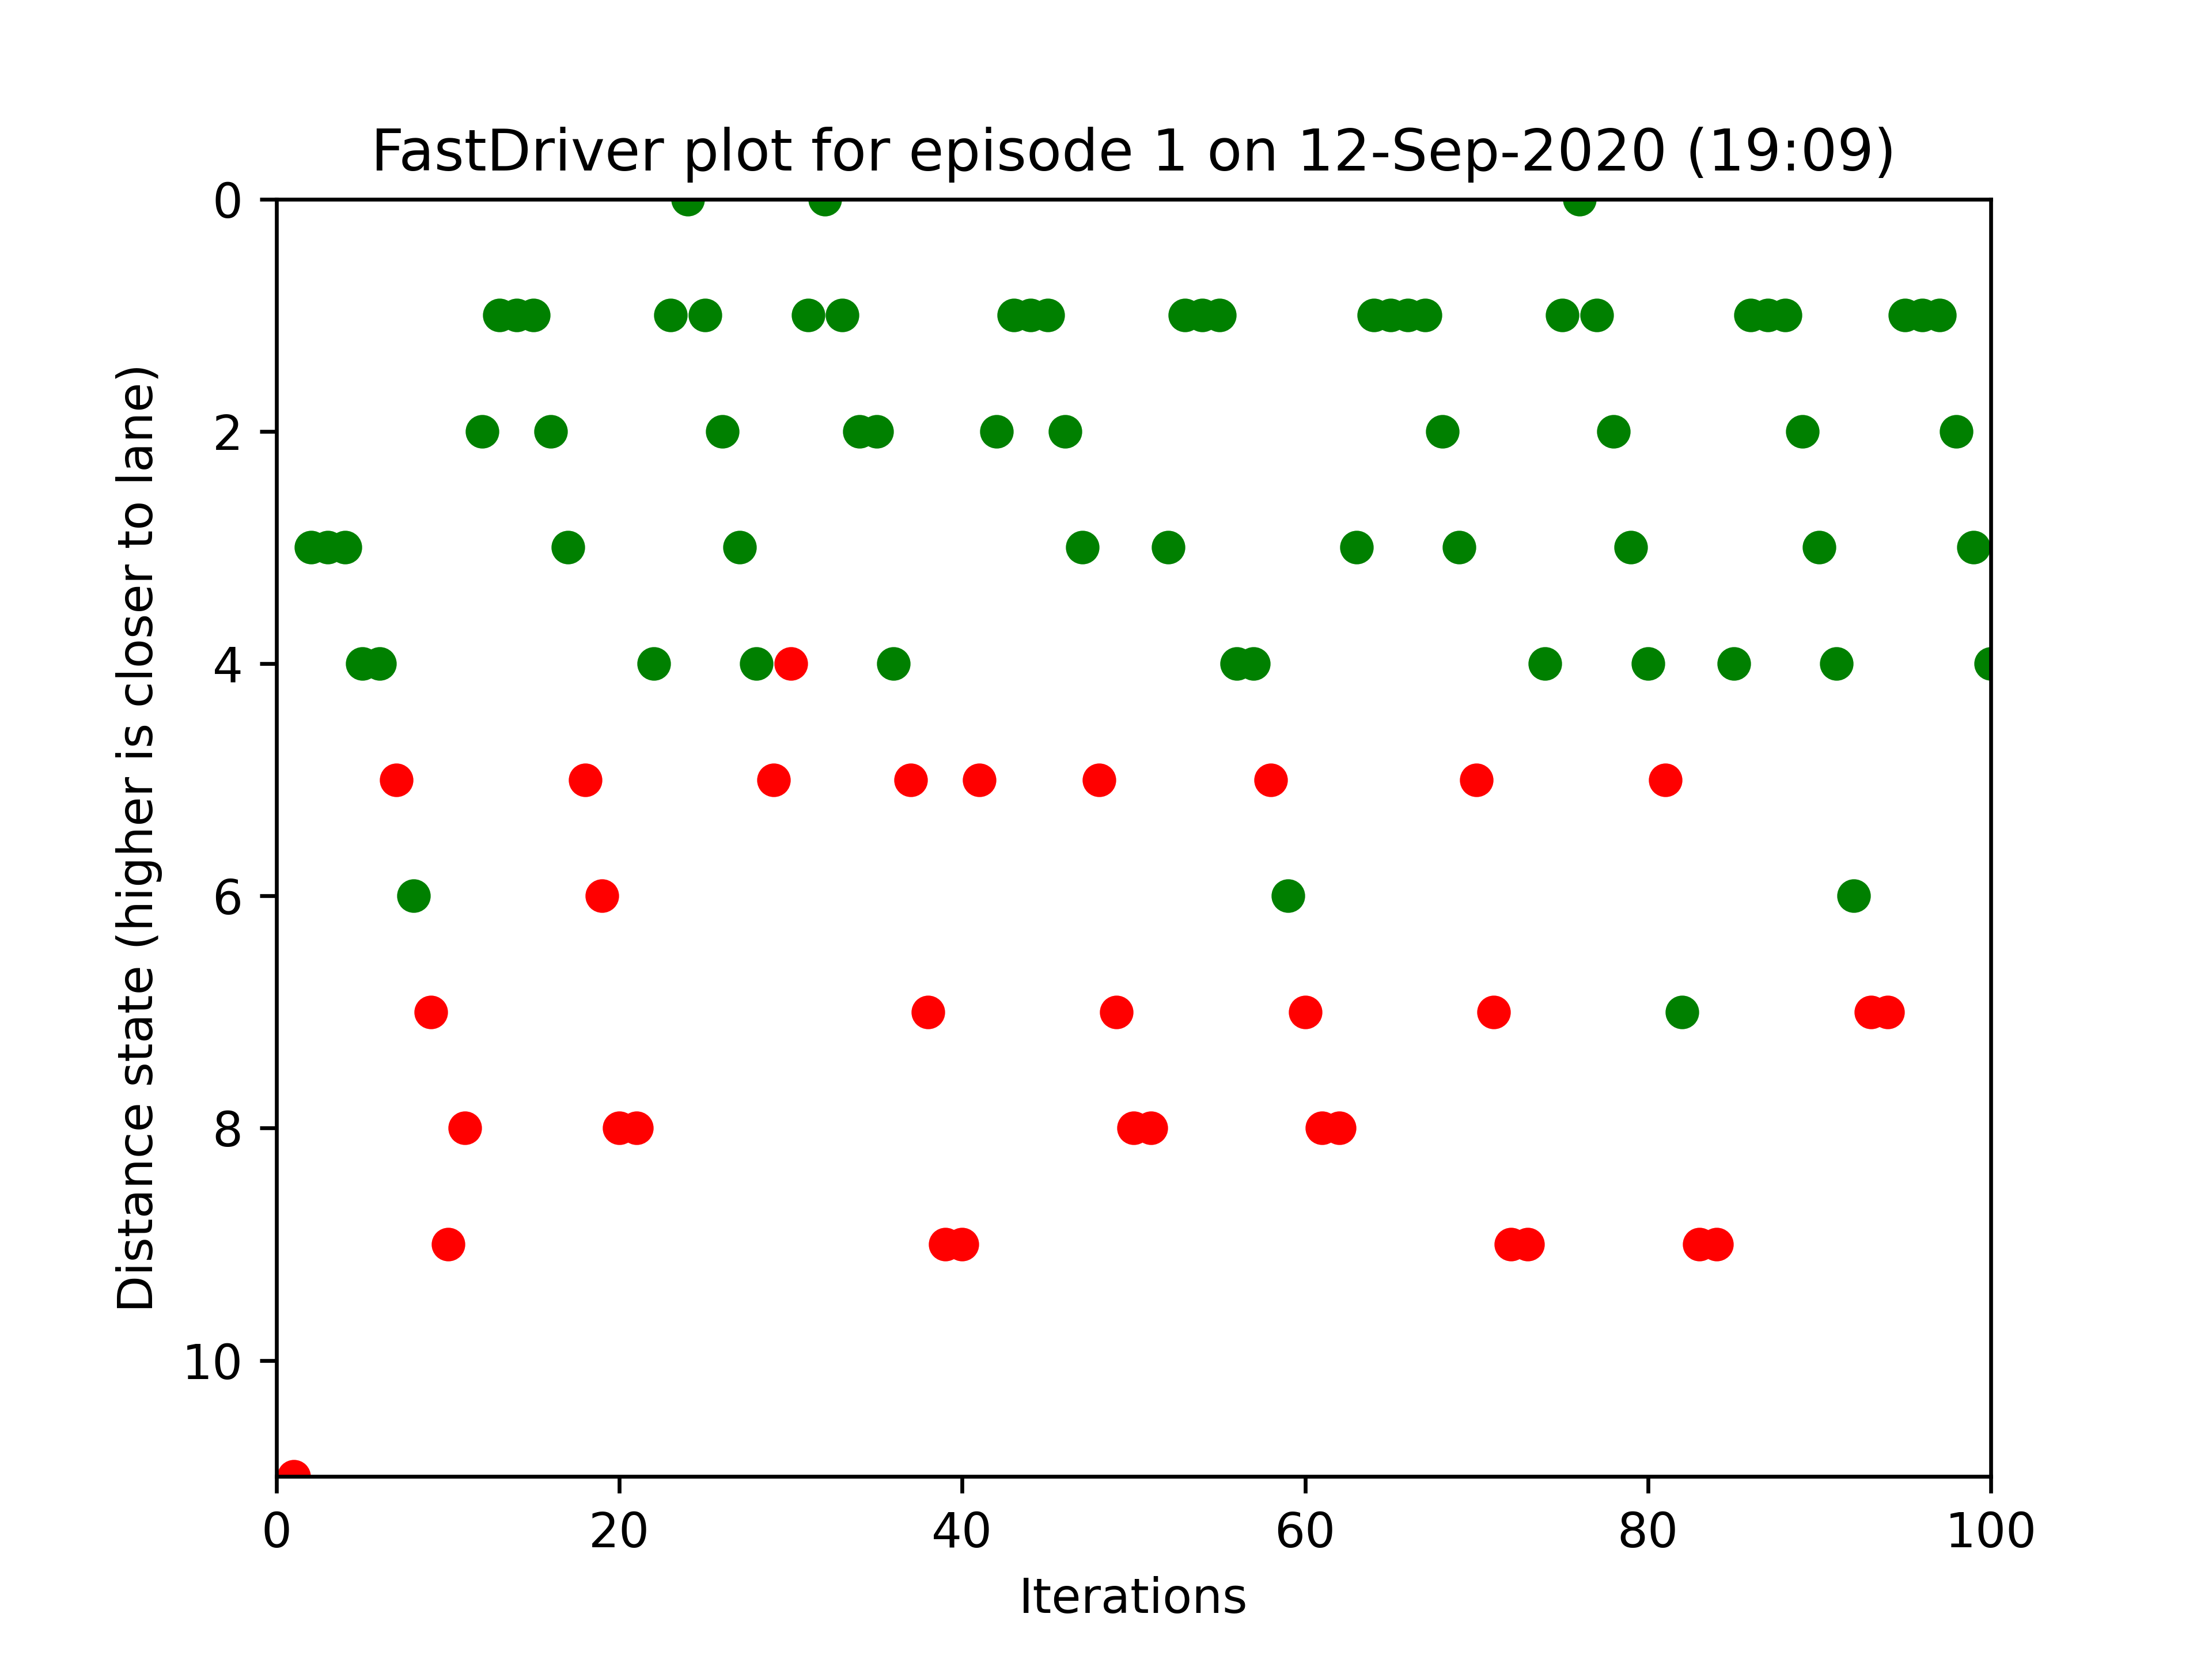 FastDriver plot for episode 1 on 12-Sep-2020 (19:09)
Distance state (higher is closer to lane)
0
2
4
6
8
10
0 20 40 60 80 100
Iterations